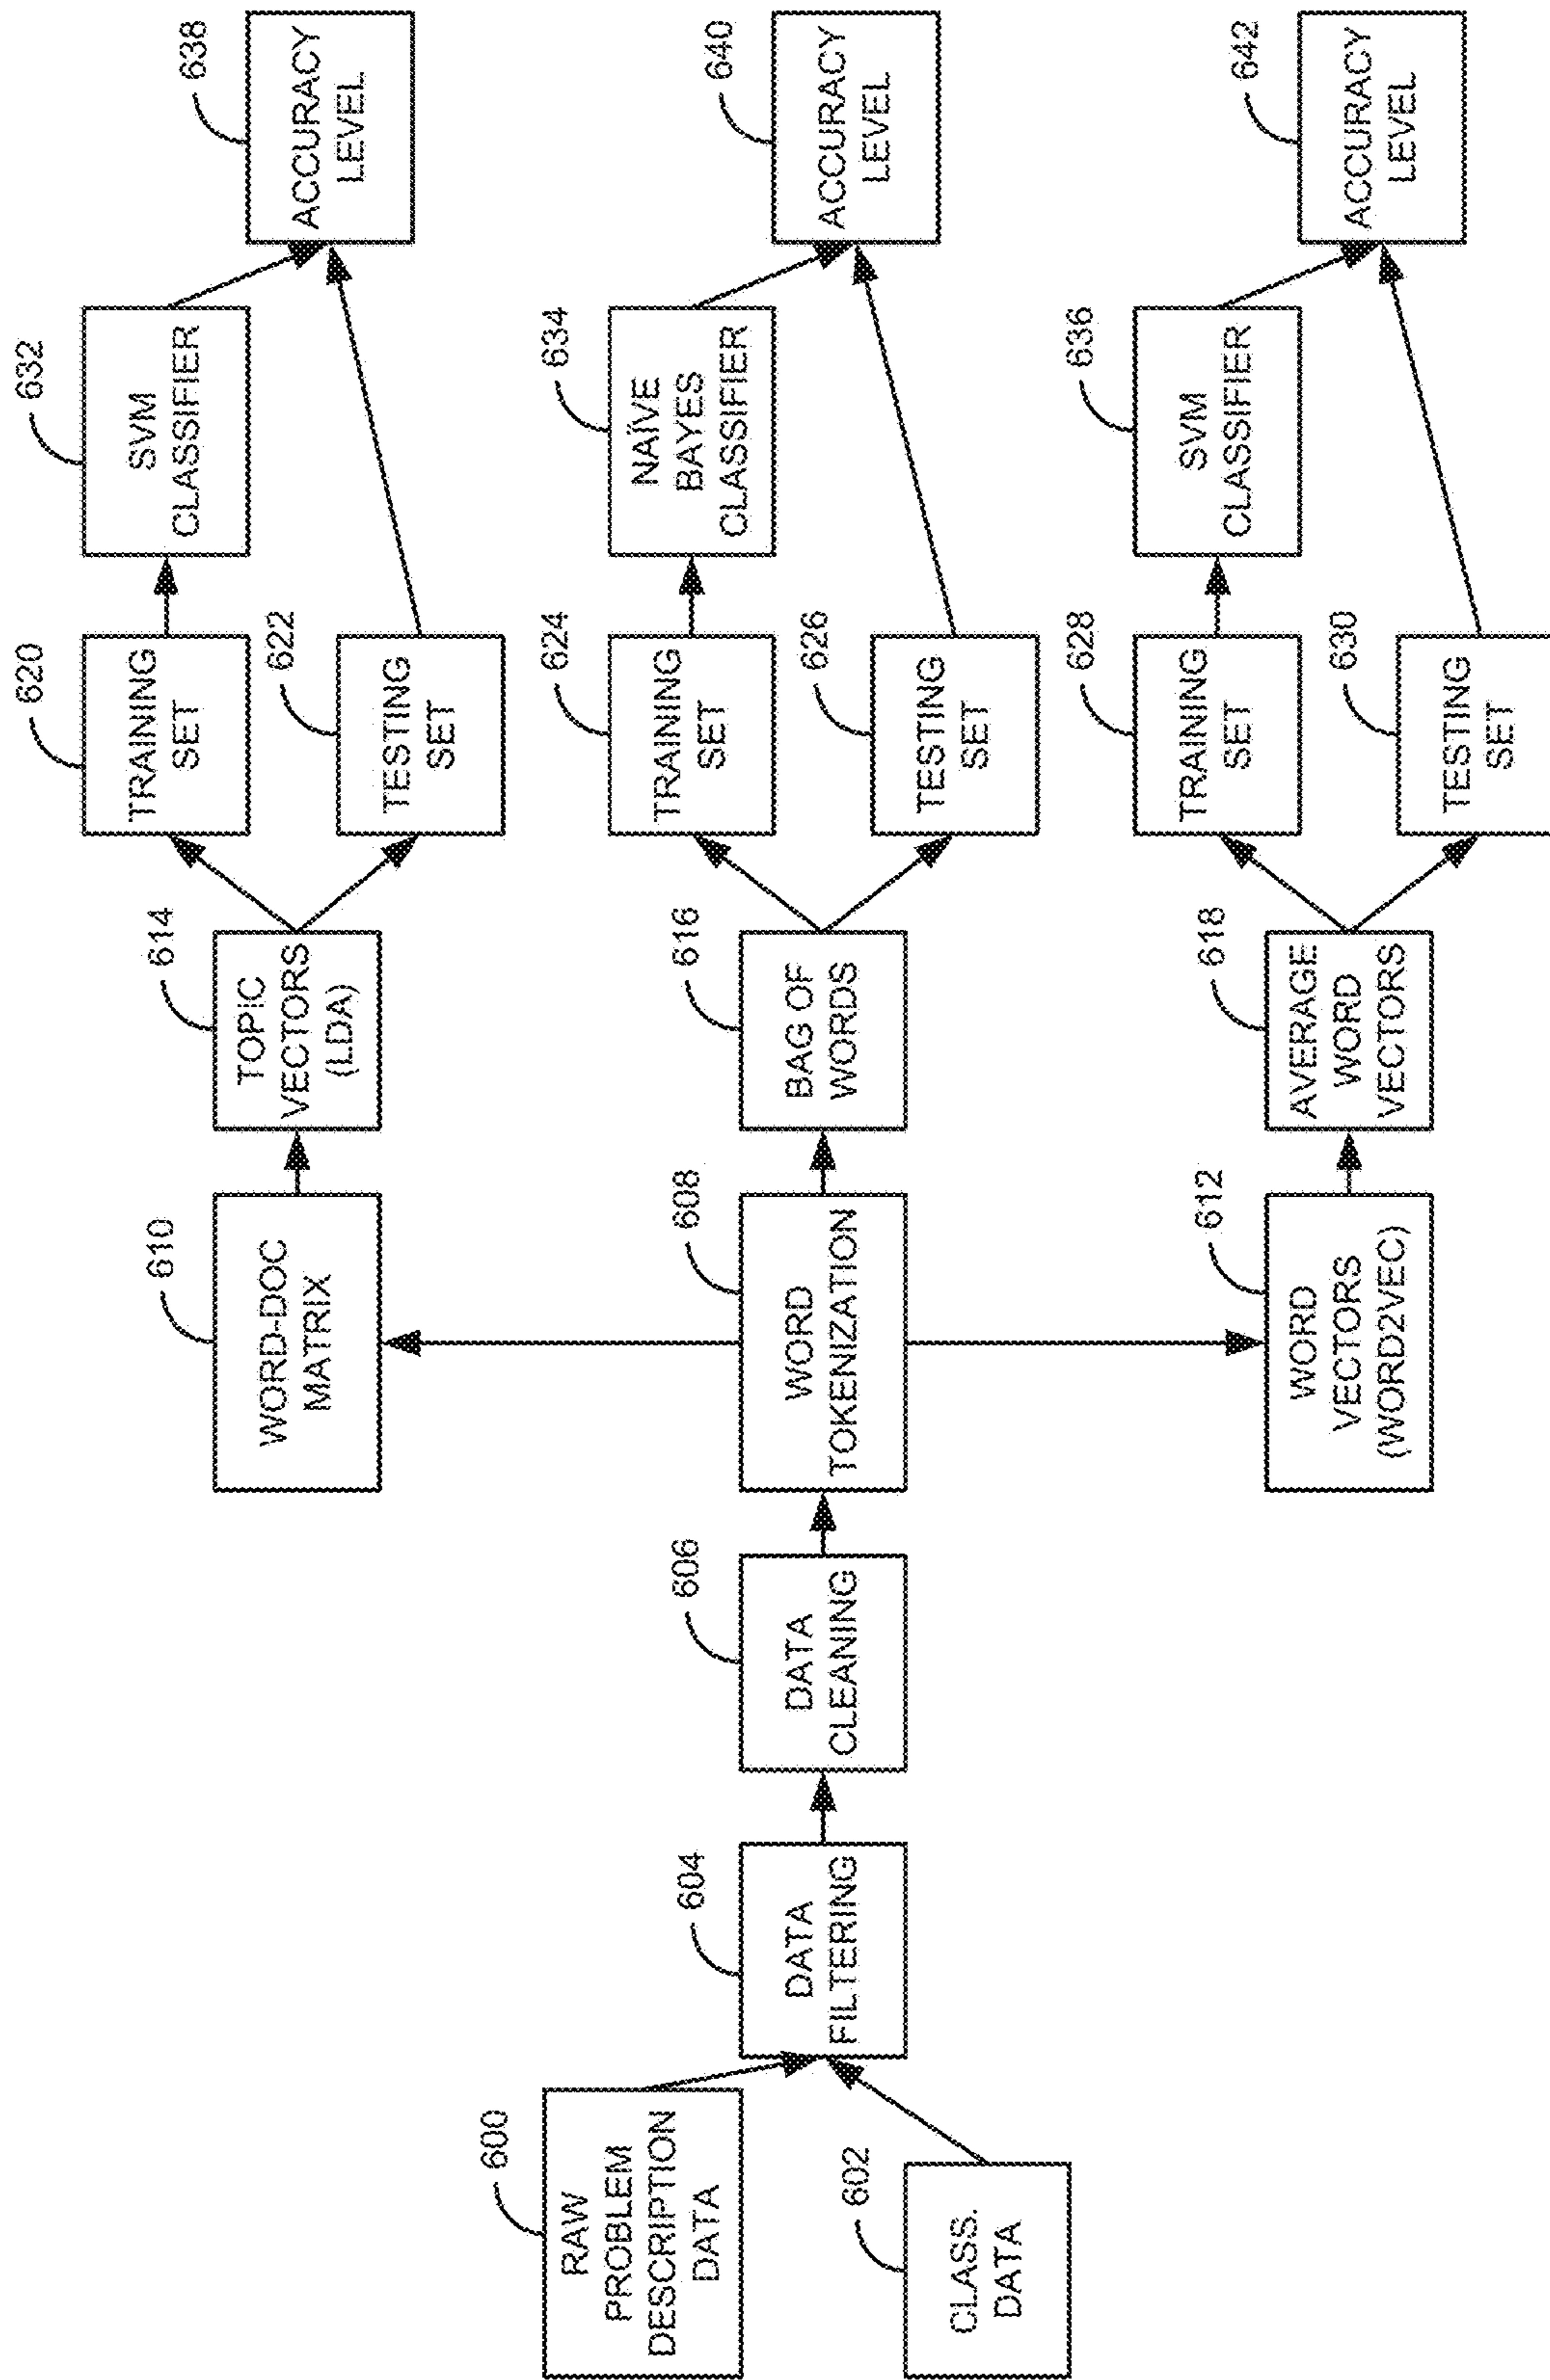 600
RAW
PROBLEM
DESCRIPTION
DATA
602
CLASS.
DATA
604
DATA
FILTERING
606
DATA
CLEANING
608
WORD
TOKENIZATION
610
WORD-DOC
MATRIX
612
WORD
VECTORS
(WORD2VEC)
614
TOPIC
VECTORS
(LDA)
616
BAG OF
WORDS
618
AVERAGE
WORD
VECTORS
620
TRAINING
SET
622
TESTING
SET
624
TRAINING
SET
626
TESTING
SET
628
TRAINING
SET
630
TESTING
SET
632
SVM
CLASSIFIER
634
NAÏVE
BAYES
CLASSIFIER
636
SVM
CLASSIFIER
638
ACCURACY
LEVEL
640
ACCURACY
LEVEL
642
ACCURACY
LEVEL